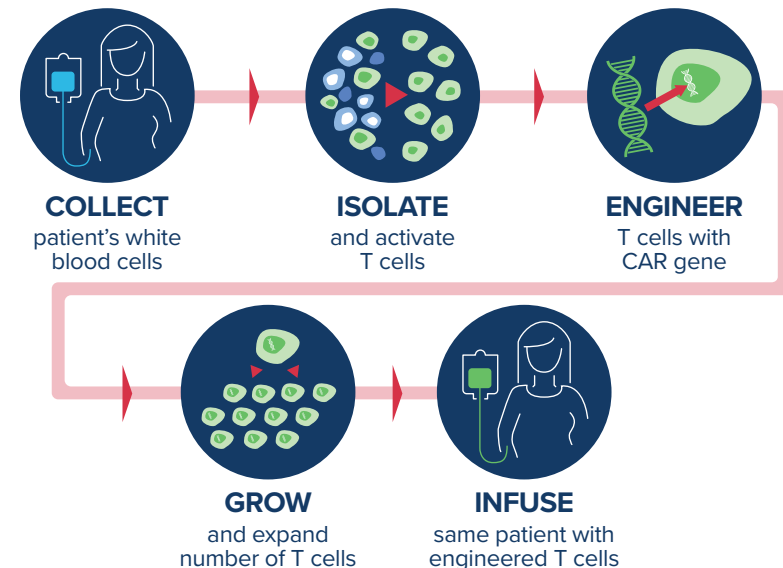 COLLECT
patient's white
blood cells
ISOLATE
and activate
T cells
ENGINEER
T cells with
CAR gene
GROW
and expand
number of T cells
INFUSE
same patient with
engineered T cells